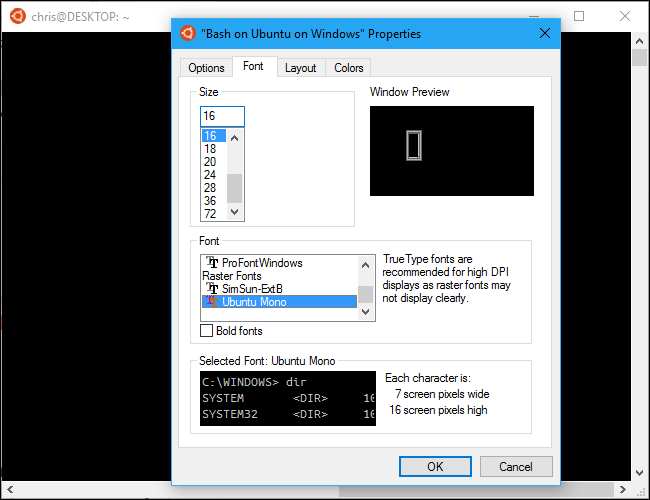 chris@DESKTOP: ~
"Bash on Ubuntu on Windows" Properties
Options Font Layout Colors
Size
16
16
18
20
24
28
36
72
Window Preview
Font
ProFontWindows
Raster Fonts
SimSun-ExtB
Ubuntu Mono
Bold fonts
TrueType fonts are
recommended for high DPI
displays as raster fonts may
not display clearly.
Selected Font: Ubuntu Mono
C:\WINDOWS> dir
SYSTEM <DIR> 10
SYSTEM32 <DIR> 10
Each character is:
7 screen pixels wide
16 screen pixels high
OK Cancel